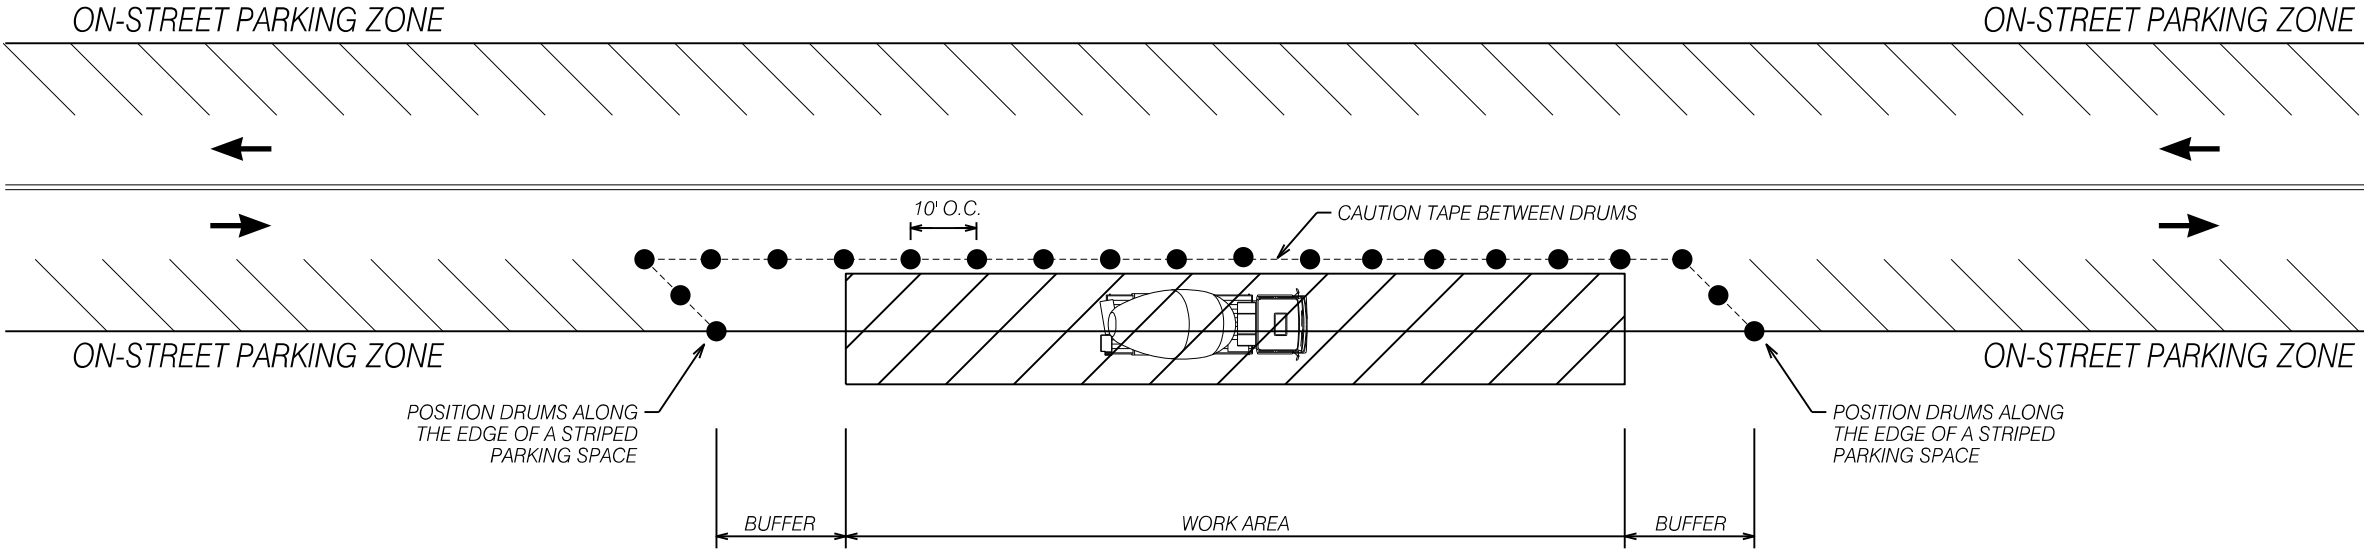 ON-STREET PARKING ZONE
ON-STREET PARKING ZONE
10' O.C.
CAUTION TAPE BETWEEN DRUMS
ON-STREET PARKING ZONE
ON-STREET PARKING ZONE
POSITION DRUMS ALONG
THE EDGE OF A STRIPED
PARKING SPACE
POSITION DRUMS ALONG
THE EDGE OF A STRIPED
PARKING SPACE
BUFFER
WORK AREA
BUFFER